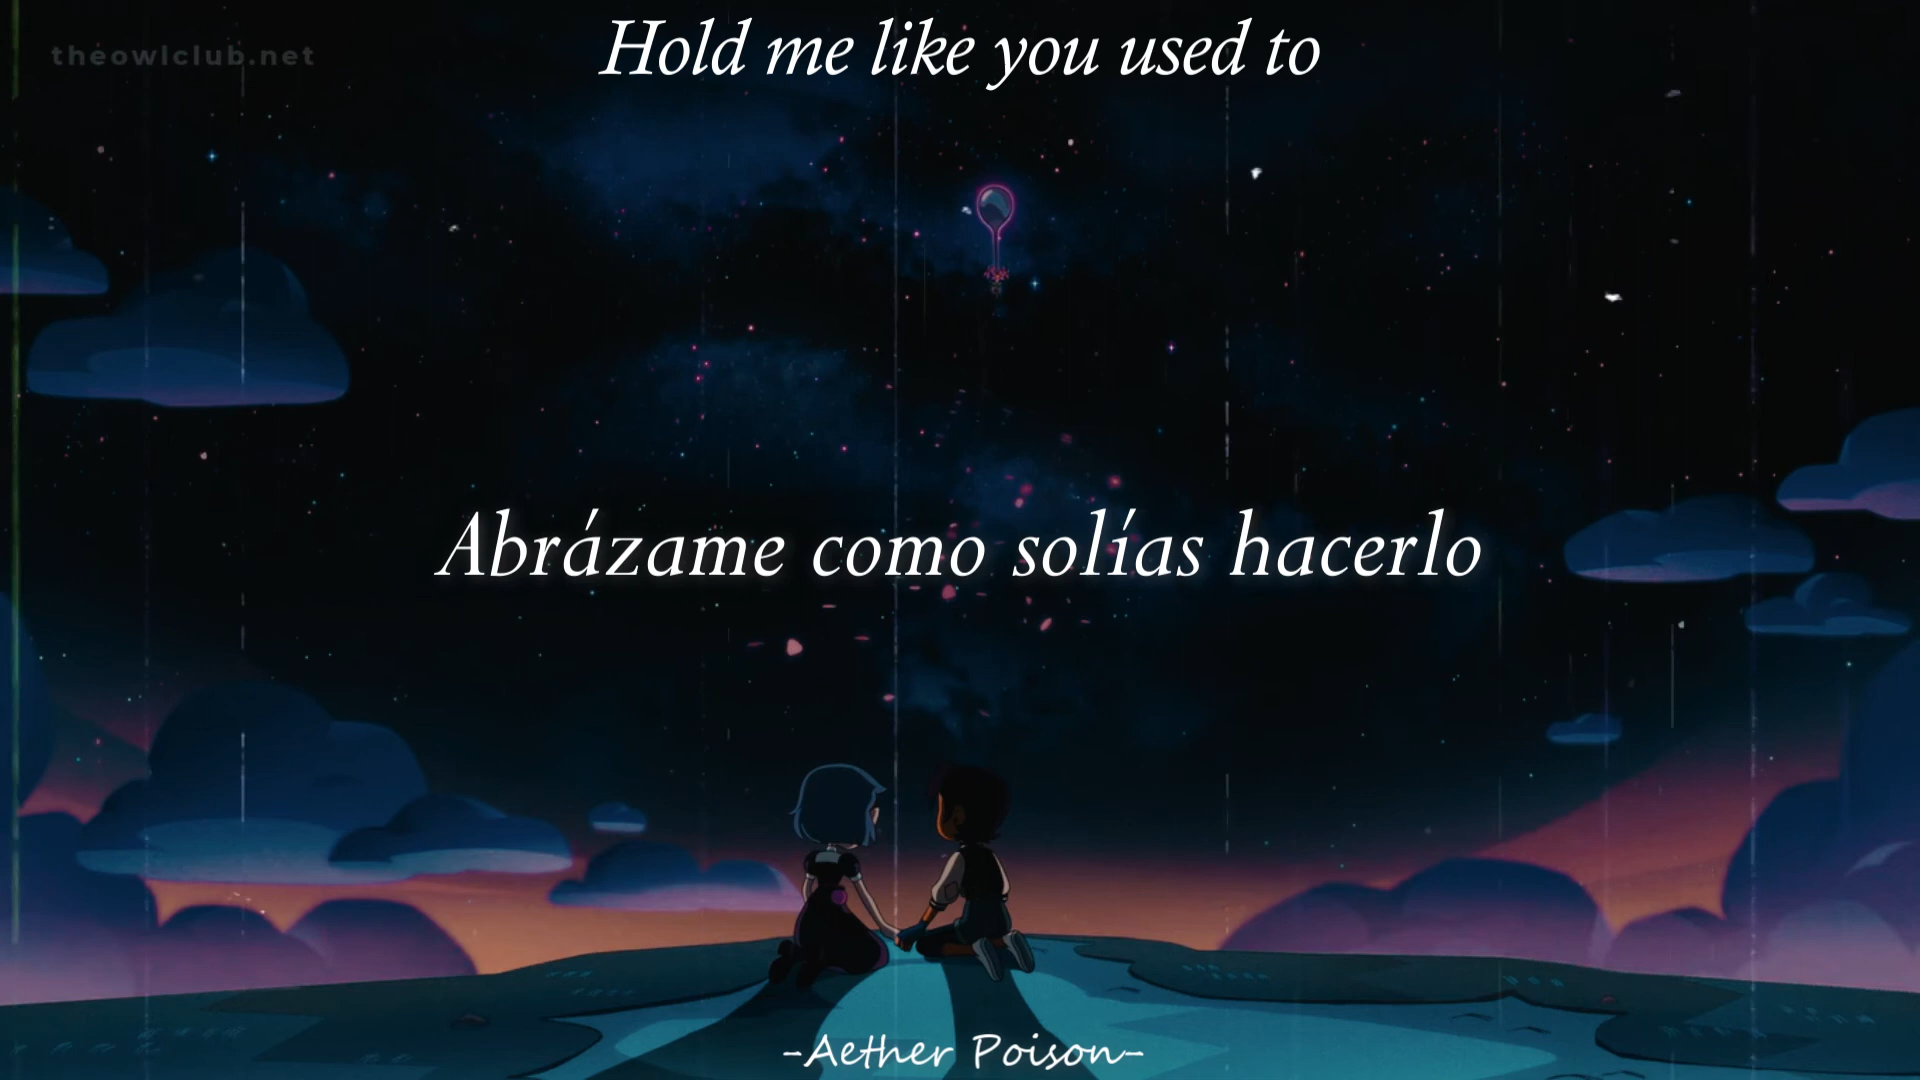 Hold me like you used to
theowlclub.net
Abrázame como solías hacerlo
-Aether Poison-